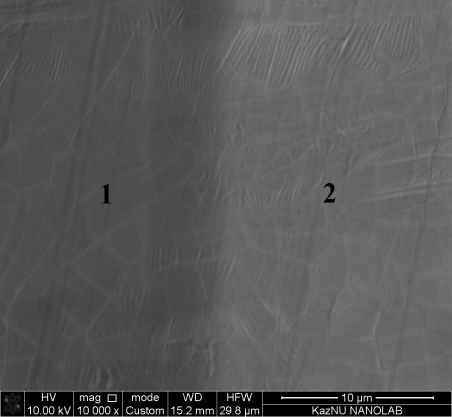 1
2
HV mag □ mode WD HFW 10 µm
10.00 kV 10 000 x Custom 15.2 mm 29.8 µm KazNU NANOLAB